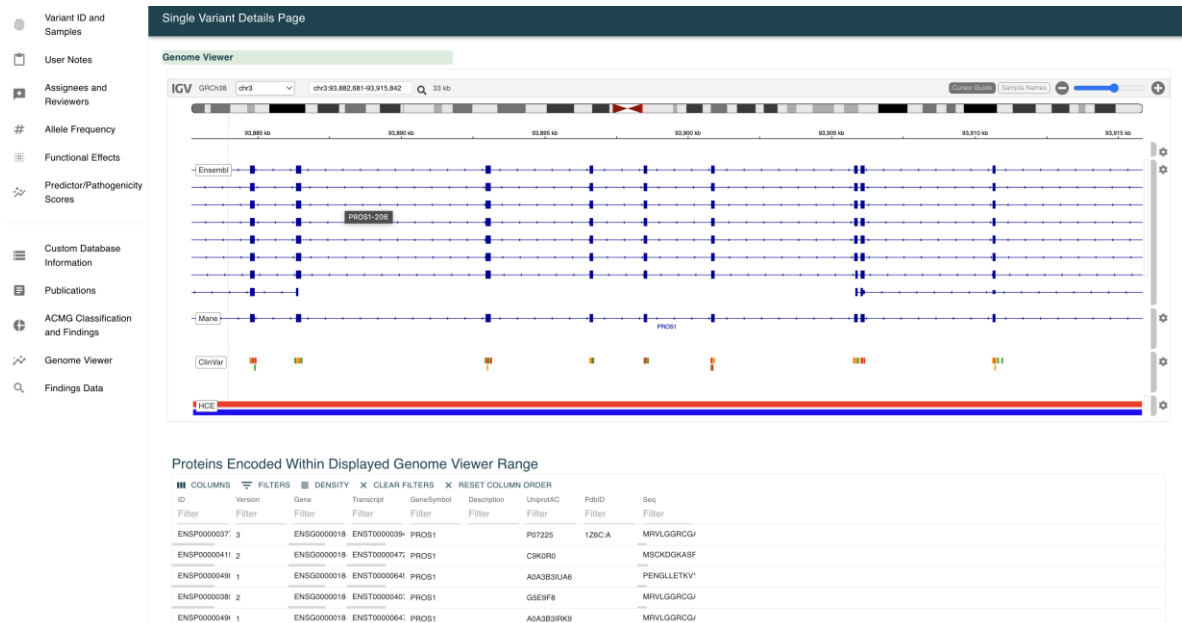 Variant ID and
Samples
User Notes
Assignees and
Reviewers
Allele Frequency
Functional Effects
Predictor/Pathogenicity
Scores
Custom Database
Information
Publications
ACMG Classification
and Findings
Genome Viewer
Findings Data
Single Variant Details Page
Genome Viewer
IGV GRCh38 chr3 chr3:93,882,681-93,915,842 33 kb Cursor Guide Sample Names
93,885 kb 93,890 kb 93,895 kb 93,900 kb 93,905 kb 93,910 kb 93,915 kb
Ensembl
PROS1-206
Mane
PROS1
ClinVar
HCE
Proteins Encoded Within Displayed Genome Viewer Range
COLUMNS FILTERS DENSITY CLEAR FILTERS RESET COLUMN ORDER
ID Version Gene Transcript GeneSymbol Description UniprotAC PdbID Seq
Filter Filter Filter Filter Filter Filter Filter Filter Filter
3 PROS1 P07225 1Z6C:A
2 PROS1 C9K0R0
1 PROS1 A0A3B3IUA6
2 PROS1 G5E9F8
1 PROS1 A0A3B3IRK9